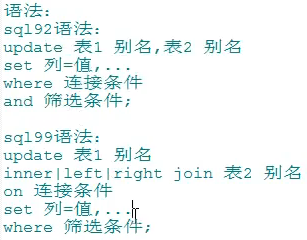 语法：
sql92语法：
update 表1 别名,表2 别名
set 列=值,...
where 连接条件
and 筛选条件;
sql99语法：
update 表1 别名
inner|left|right join 表2 别名
on 连接条件
set 列=值,...
where 筛选条件;